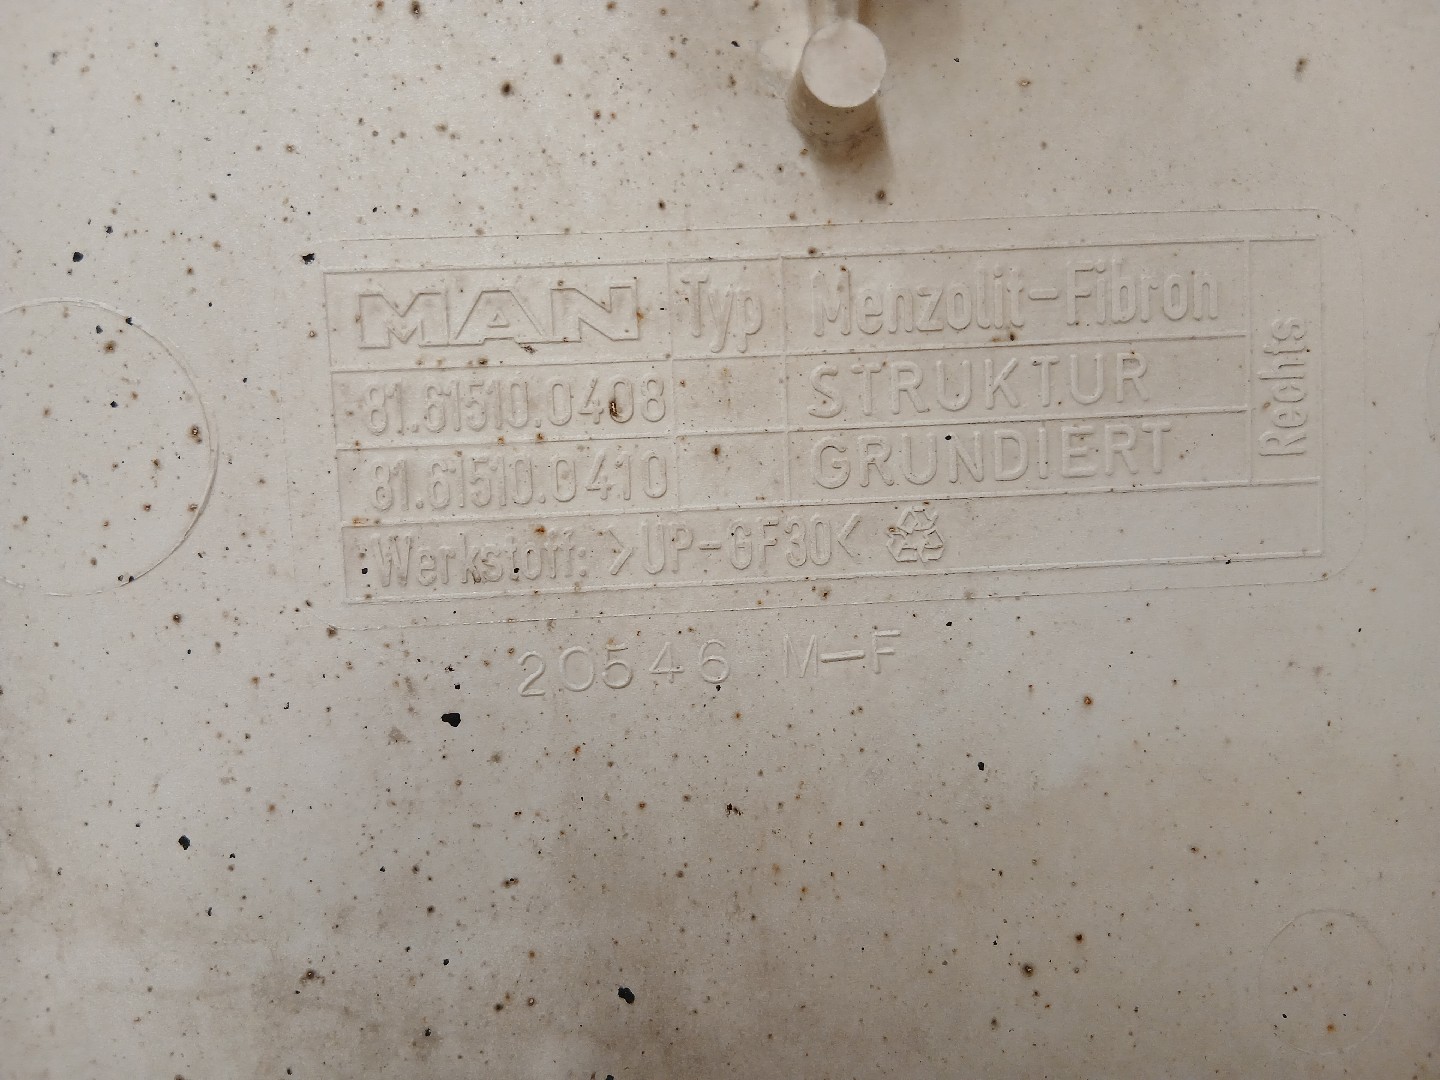 MAN Typ Menzolit-Fibron
81.61510.0408 STRUKTUR
81.61510.0410 GRUNDIERT
Rechts
Werkstoff: >UP-GF30<
20546 M-F